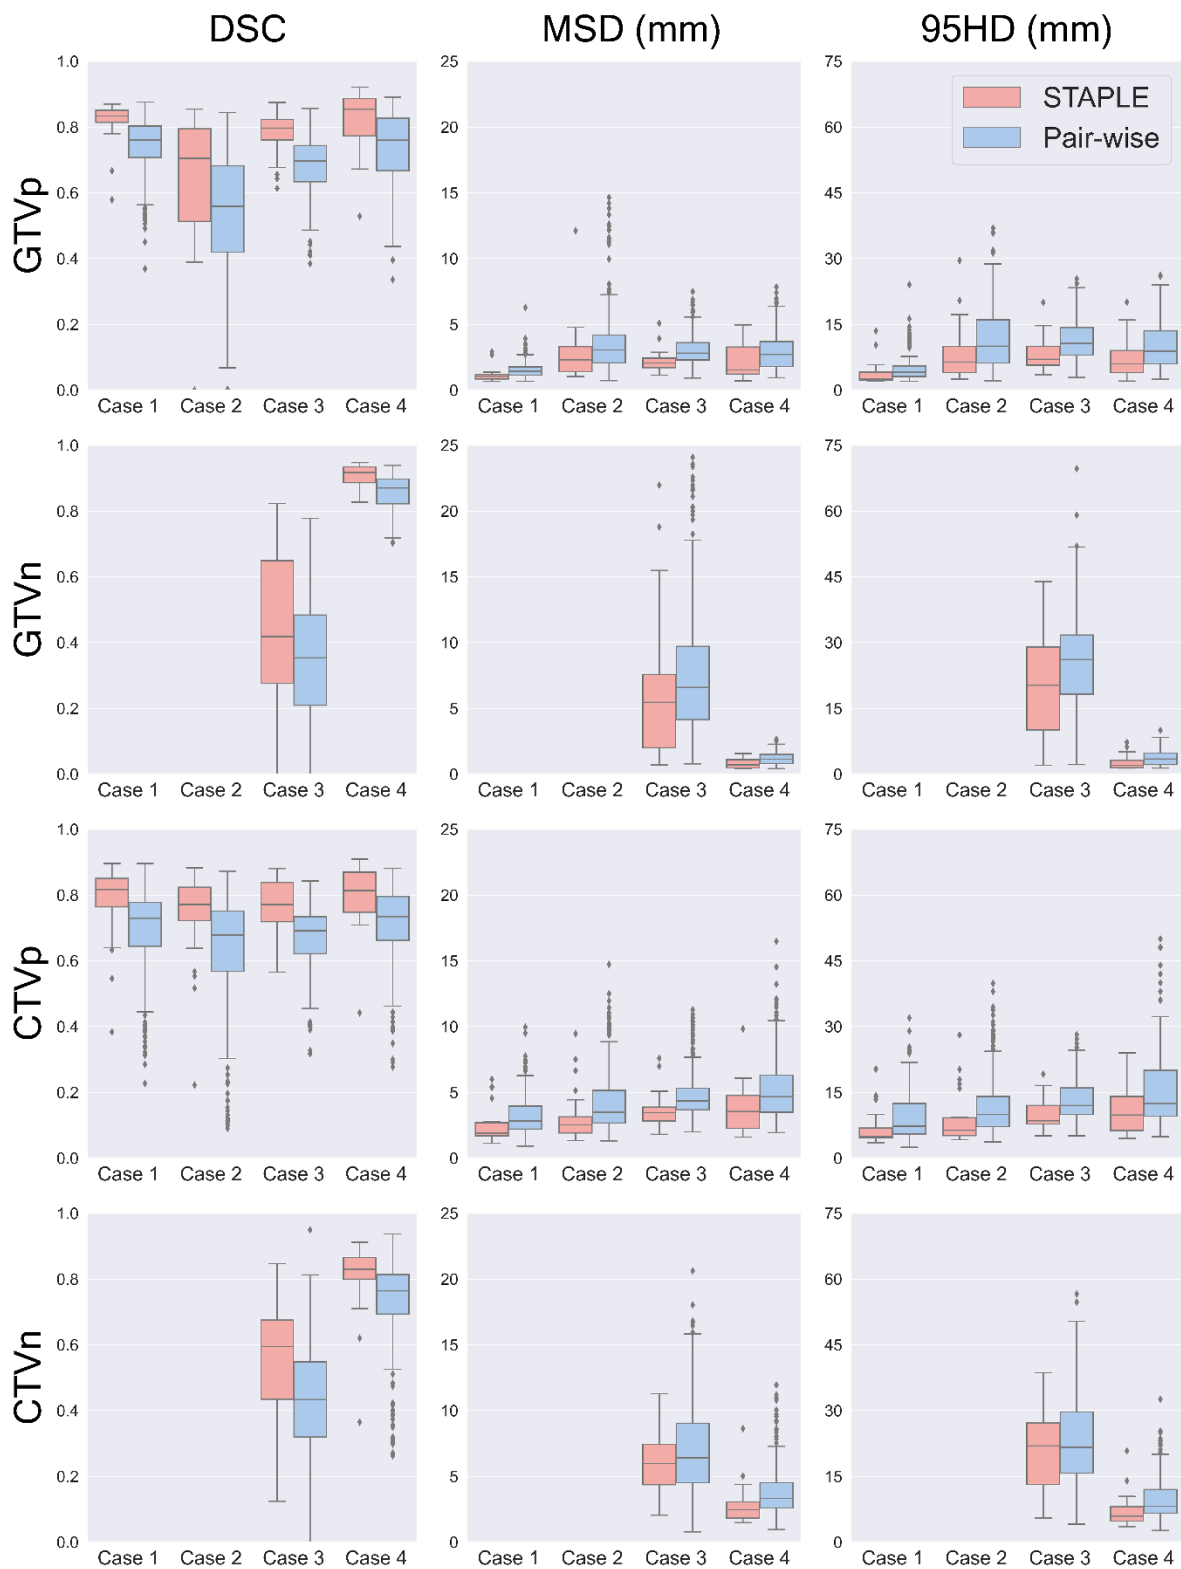 DSC MSD (mm) 95HD (mm)
GTVp
1.0 0.8 0.6 0.4 0.2 0.0
25 20 15 10 5 0
75 60 45 30 15 0
STAPLE
Pair-wise
Case 1 Case 2 Case 3 Case 4 Case 1 Case 2 Case 3 Case 4 Case 1 Case 2 Case 3 Case 4
GTVn
1.0 0.8 0.6 0.4 0.2 0.0
25 20 15 10 5 0
75 60 45 30 15 0
Case 1 Case 2 Case 3 Case 4 Case 1 Case 2 Case 3 Case 4 Case 1 Case 2 Case 3 Case 4
CTVp
1.0 0.8 0.6 0.4 0.2 0.0
25 20 15 10 5 0
75 60 45 30 15 0
Case 1 Case 2 Case 3 Case 4 Case 1 Case 2 Case 3 Case 4 Case 1 Case 2 Case 3 Case 4
CTVn
1.0 0.8 0.6 0.4 0.2 0.0
25 20 15 10 5 0
75 60 45 30 15 0
Case 1 Case 2 Case 3 Case 4 Case 1 Case 2 Case 3 Case 4 Case 1 Case 2 Case 3 Case 4